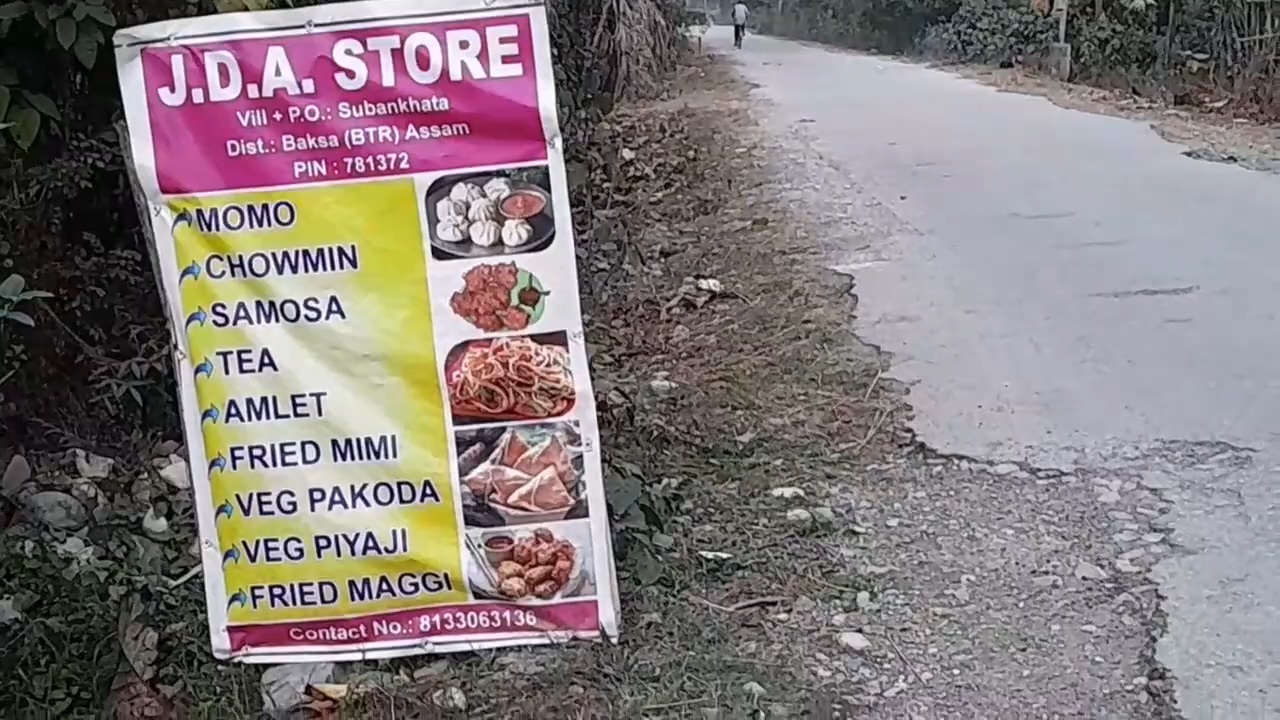 J.D.A. STORE
Vill + P.O.: Subankhata
Dist.: Baksa (BTR) Assam
PIN : 781372
MOMO
CHOWMIN
SAMOSA
TEA
AMLET
FRIED MIMI
VEG PAKODA
VEG PIYAJI
FRIED MAGGI
Contact No.: 8133063136